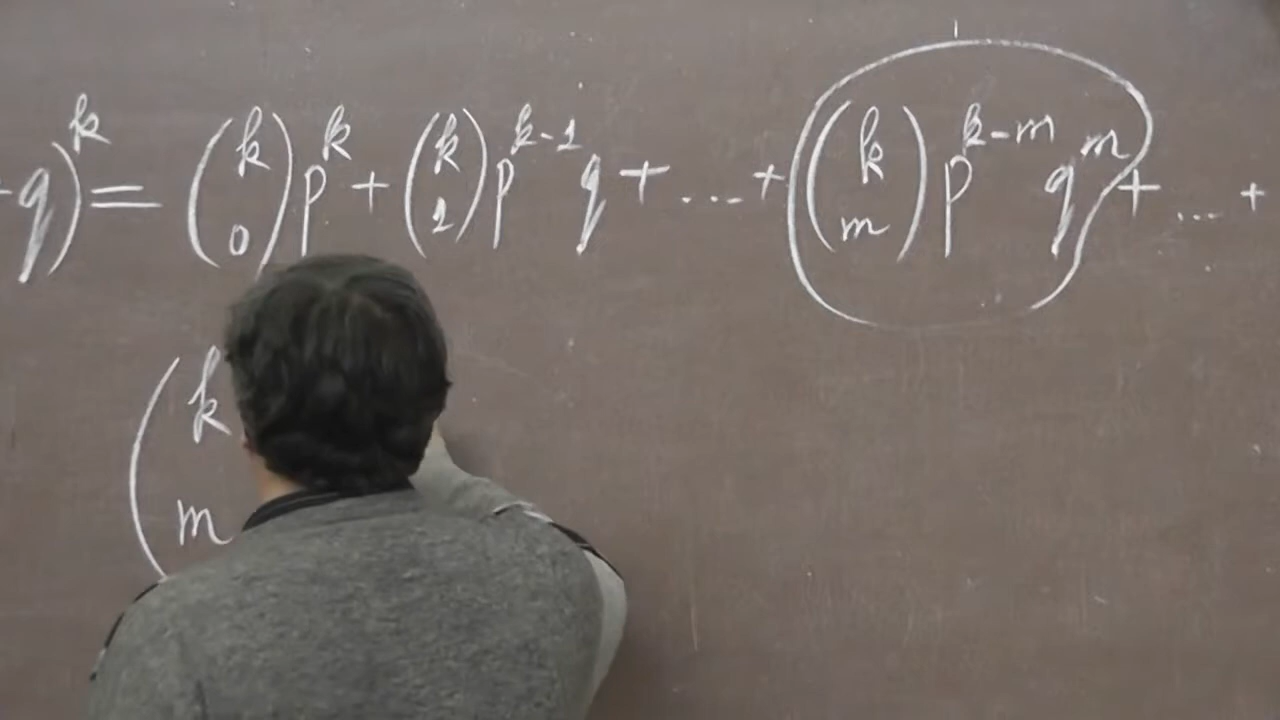 + q)^k = (k 0) p^k + (k 1) p^{k-1} q + ... + (k m) p^{k-m} q^m + ... +
(k m